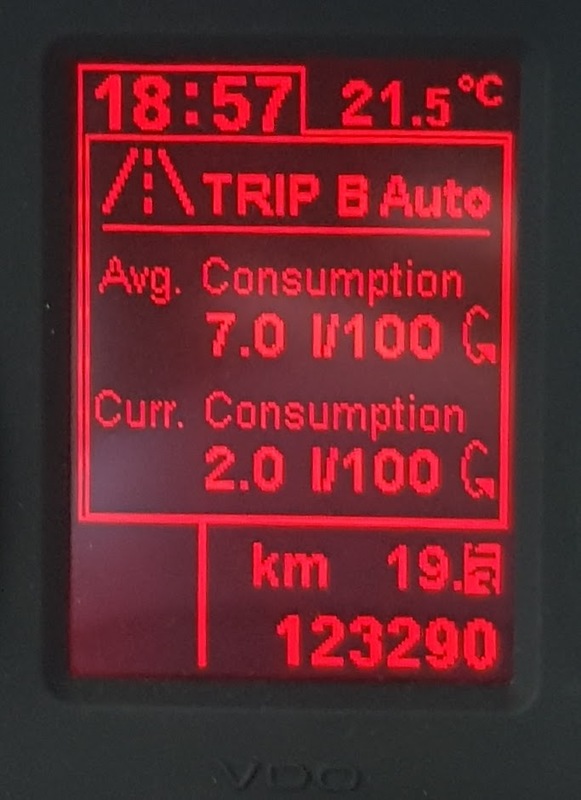 18:57 21.5°C
TRIP B Auto
Avg. Consumption
7.0 l/100
Curr. Consumption
2.0 l/100
km 19.5
123290
VDO